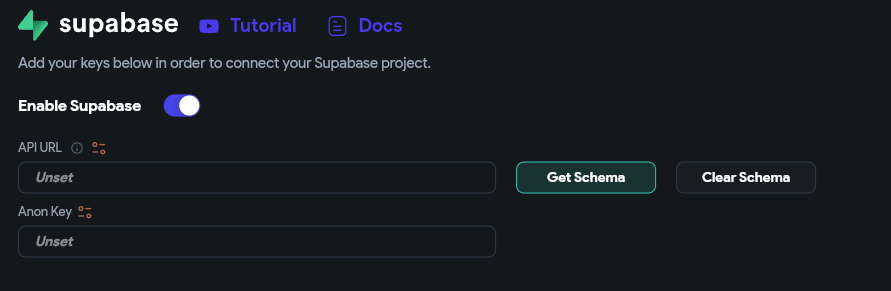 supabase Tutorial Docs
Add your keys below in order to connect your Supabase project.
Enable Supabase
API URL
Unset Get Schema Clear Schema
Anon Key
Unset